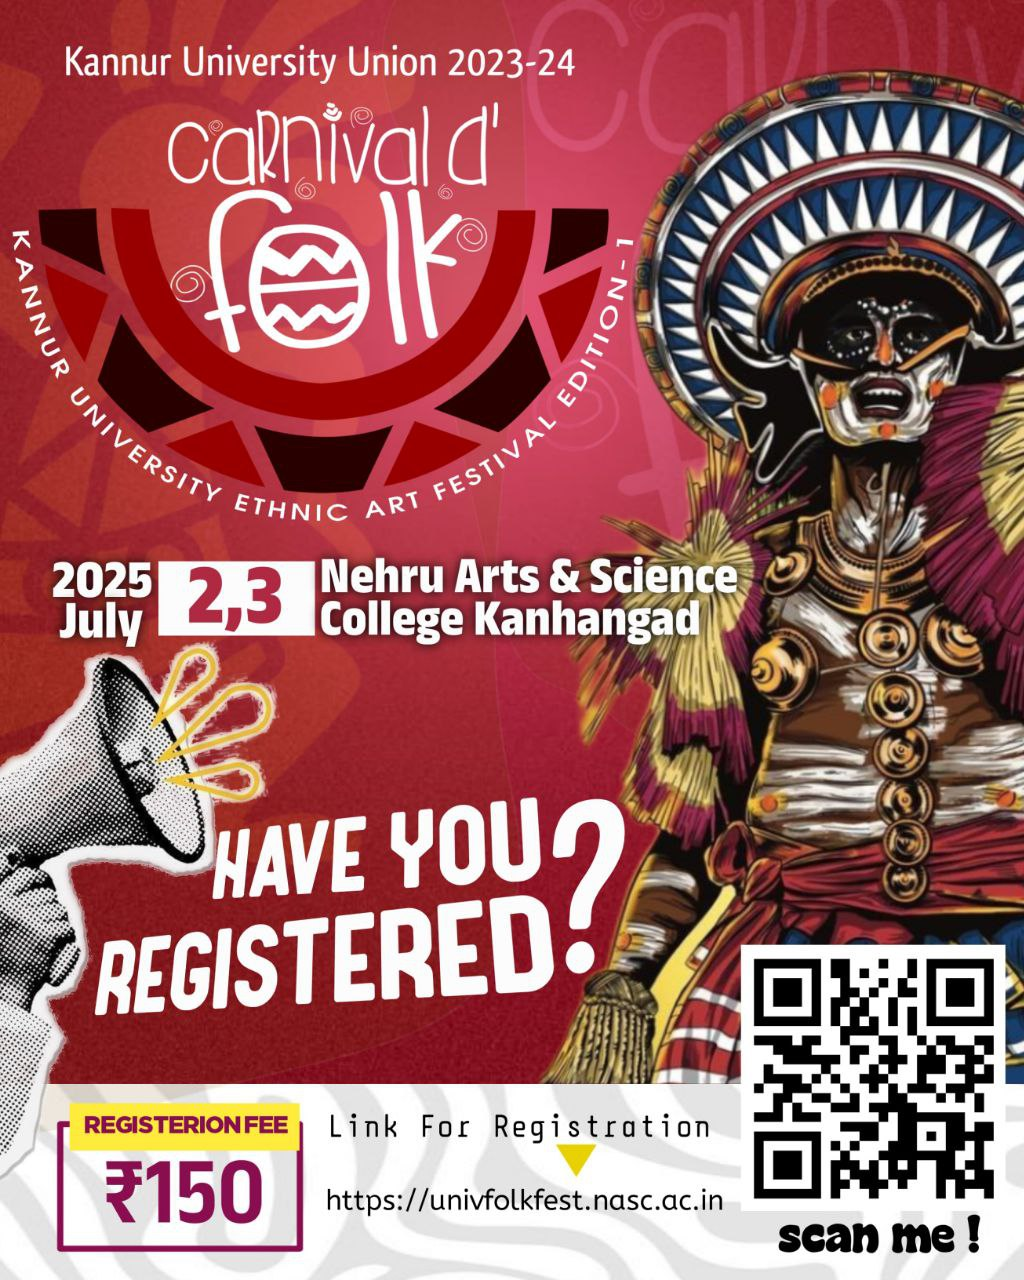 Kannur University Union 2023-24
carnival d'
folk
KANNUR UNIVERSITY ETHNIC ART FESTIVAL EDITION-1
2025
July
2,3
Nehru Arts & Science
College Kanhangad
HAVE YOU
REGISTERED?
REGISTERION FEE
₹150
Link For Registration
https://univfolkfest.nasc.ac.in
scan me !